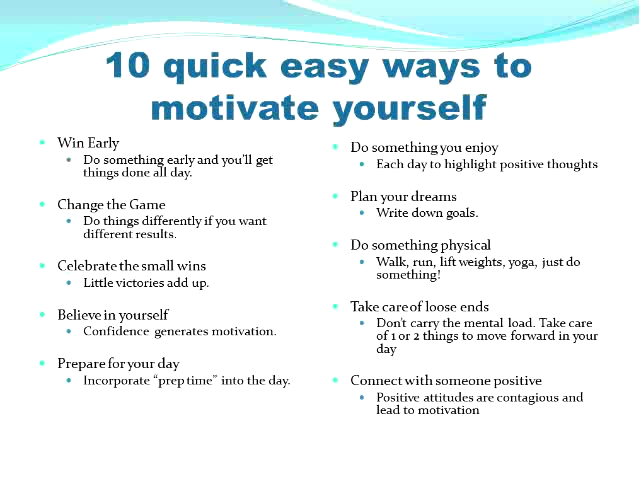 10 quick easy ways to
motivate yourself
Win Early
Do something early and you'll get
things done all day.
Change the Game
Do things differently if you want
different results.
Celebrate the small wins
Little victories add up.
Believe in yourself
Confidence generates motivation.
Prepare for your day
Incorporate "prep time" into the day.
Do something you enjoy
Each day to highlight positive thoughts
Plan your dreams
Write down goals.
Do something physical
Walk, run, lift weights, yoga, just do
something!
Take care of loose ends
Don't carry the mental load. Take care
of 1 or 2 things to move forward in your
day
Connect with someone positive
Positive attitudes are contagious and
lead to motivation